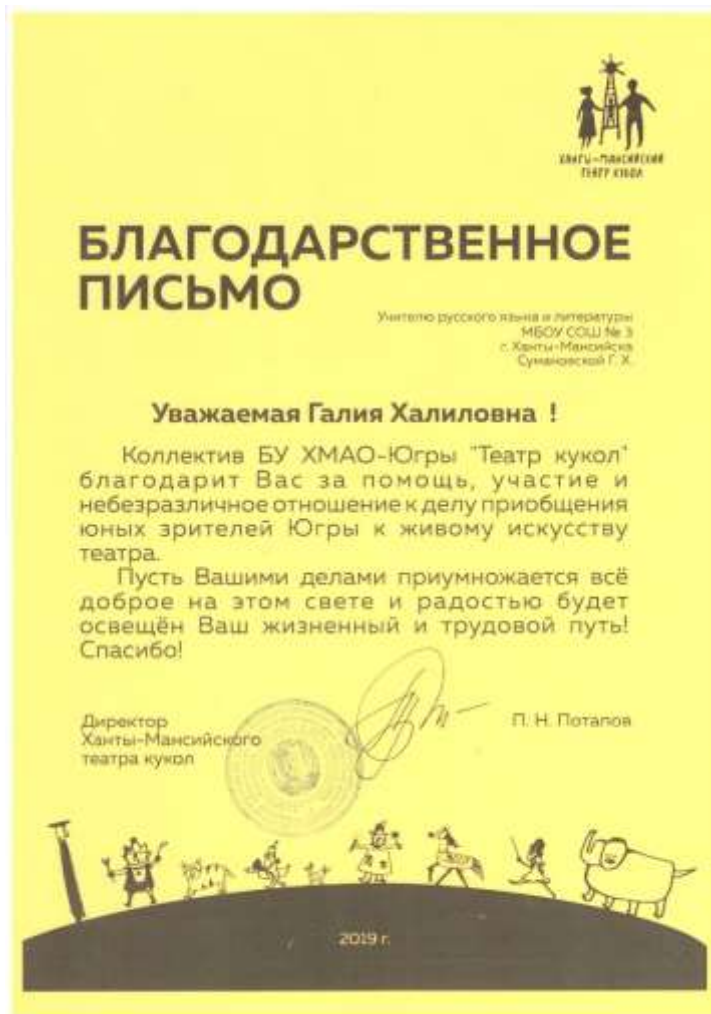 ХАНТЫ-МАНСИЙСКИЙ
ТЕАТР КУКОЛ
БЛАГОДАРСТВЕННОЕ
ПИСЬМО
Учителю русского языка и литературы
МБОУ СОШ № 3
г. Ханты-Мансийска
Сумановской Г. Х.
Уважаемая Галия Халиловна !
Коллектив БУ ХМАО-Югры "Театр кукол"
благодарит Вас за помощь, участие и
небезразличное отношение к делу приобщения
юных зрителей Югры к живому искусству
театра.
Пусть Вашими делами приумножается всё
доброе на этом свете и радостью будет
освещён Ваш жизненный и трудовой путь!
Спасибо!
Директор
Ханты-Мансийского
театра кукол
П. Н. Потапов
2019 г.